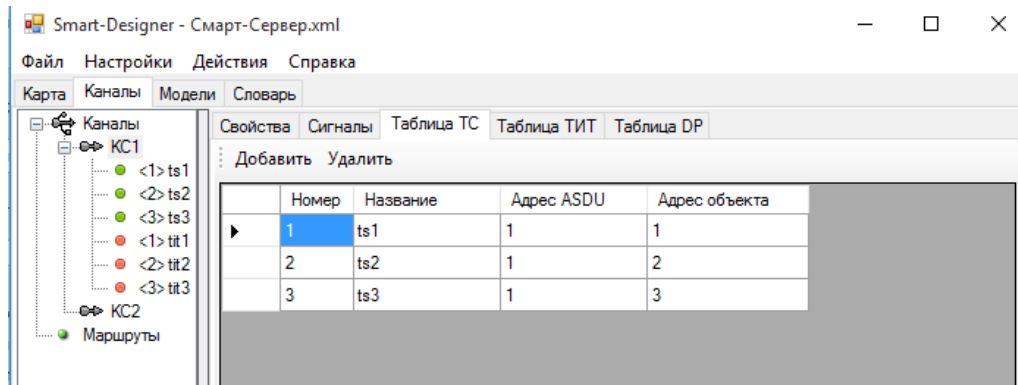 Smart-Designer - Смарт-Сервер.xml
Файл Настройки Действия Справка
Карта Каналы Модели Словарь
Каналы
КС1
<1> ts1
<2> ts2
<3> ts3
<1> tit1
<2> tit2
<3> tit3
КС2
Маршруты
Свойства Сигналы Таблица ТС Таблица ТИТ Таблица DP
Добавить Удалить
Номер Название Адрес ASDU Адрес объекта
1 ts1 1 1
2 ts2 1 2
3 ts3 1 3